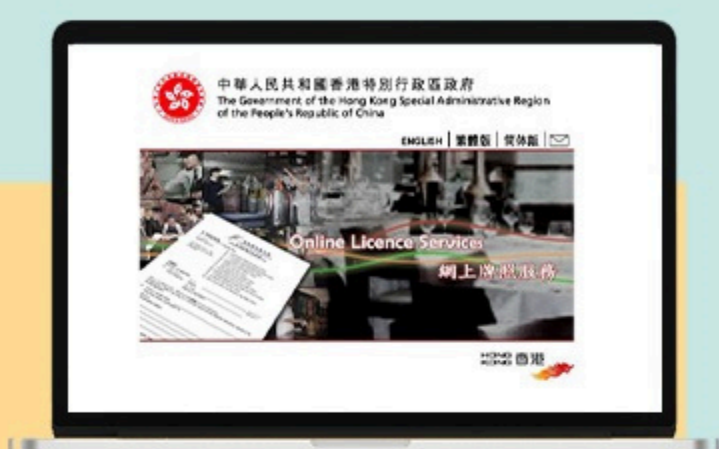 中華人民共和國香港特別行政區政府
The Government of the Hong Kong Special Administrative Region
of the People's Republic of China
ENGLISH | 繁體版 | 简体版
Online Licence Services
網上牌照服務
HONG KONG 香港